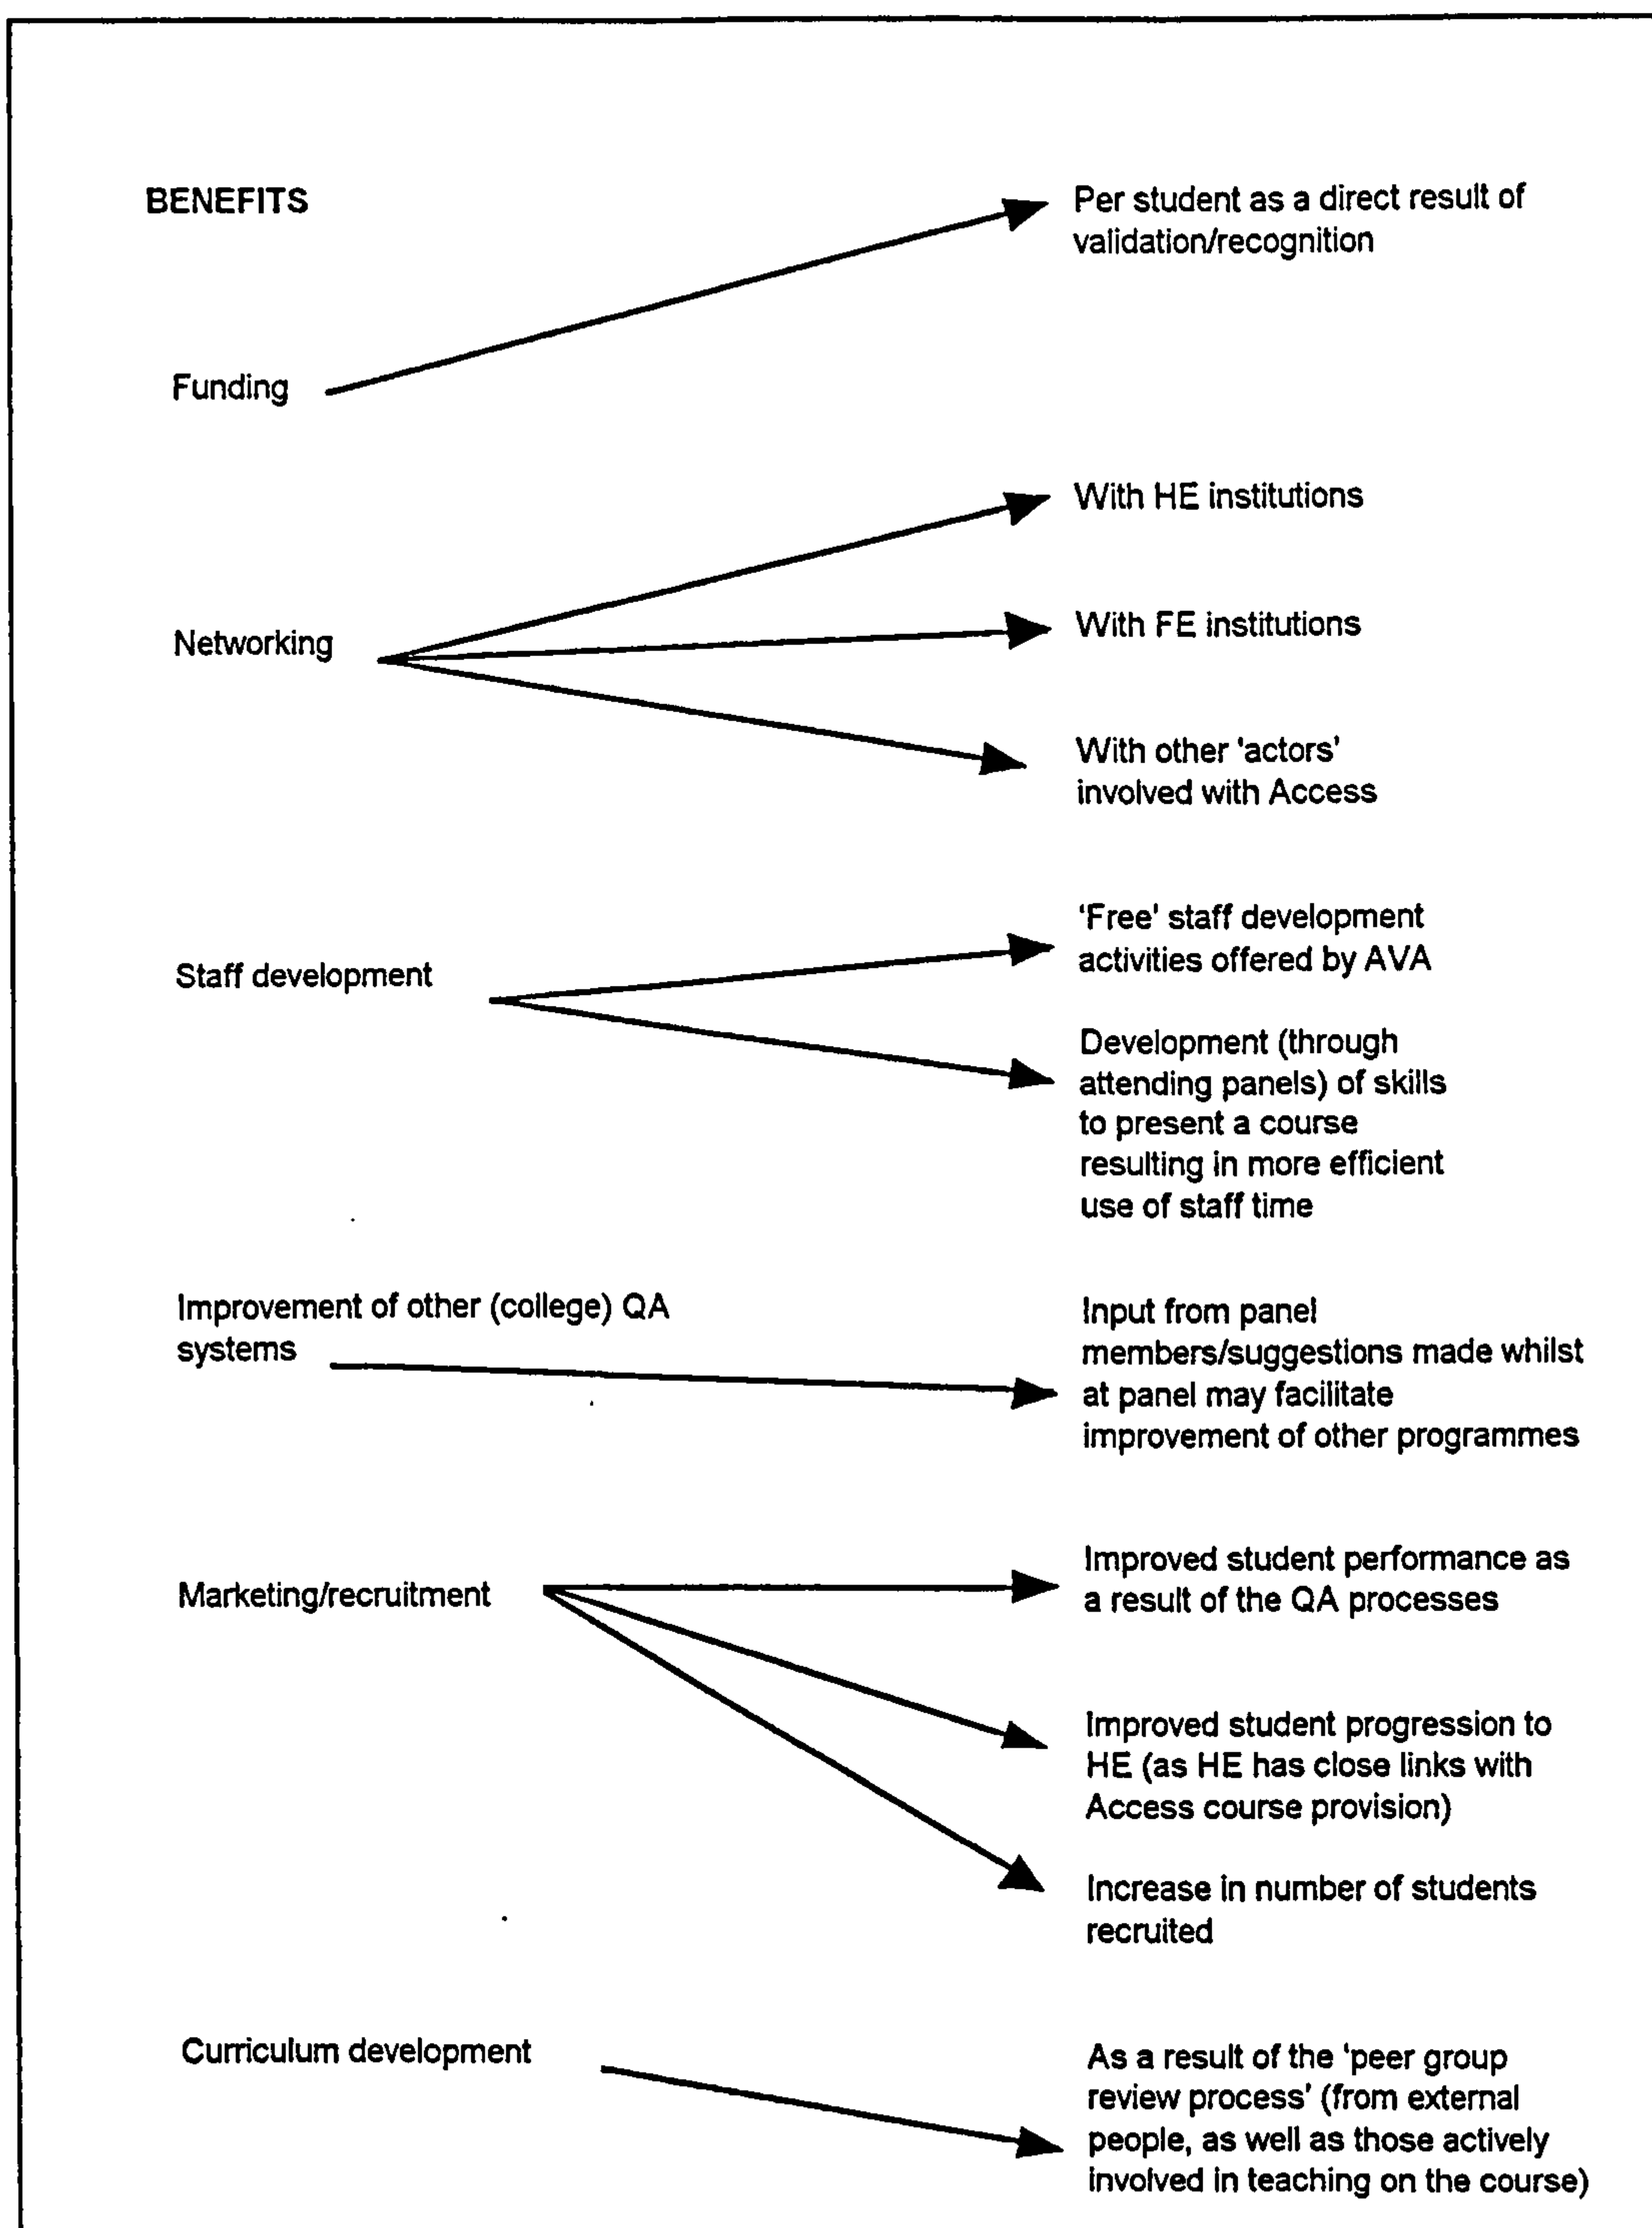 BENEFITS
Per student as a direct result of
validation/recognition
Funding
Networking
With HE institutions
With FE institutions
With other 'actors'
involved with Access
Staff development
'Free' staff development
activities offered by AVA
Development (through
attending panels) of skills
to present a course
resulting in more efficient
use of staff time
Improvement of other (college) QA
systems
Input from panel
members/suggestions made whilst
at panel may facilitate
improvement of other programmes
Marketing/recruitment
Improved student performance as
a result of the QA processes
Improved student progression to
HE (as HE has close links with
Access course provision)
Increase in number of students
recruited
Curriculum development
As a result of the 'peer group
review process' (from external
people, as well as those actively
involved in teaching on the course)